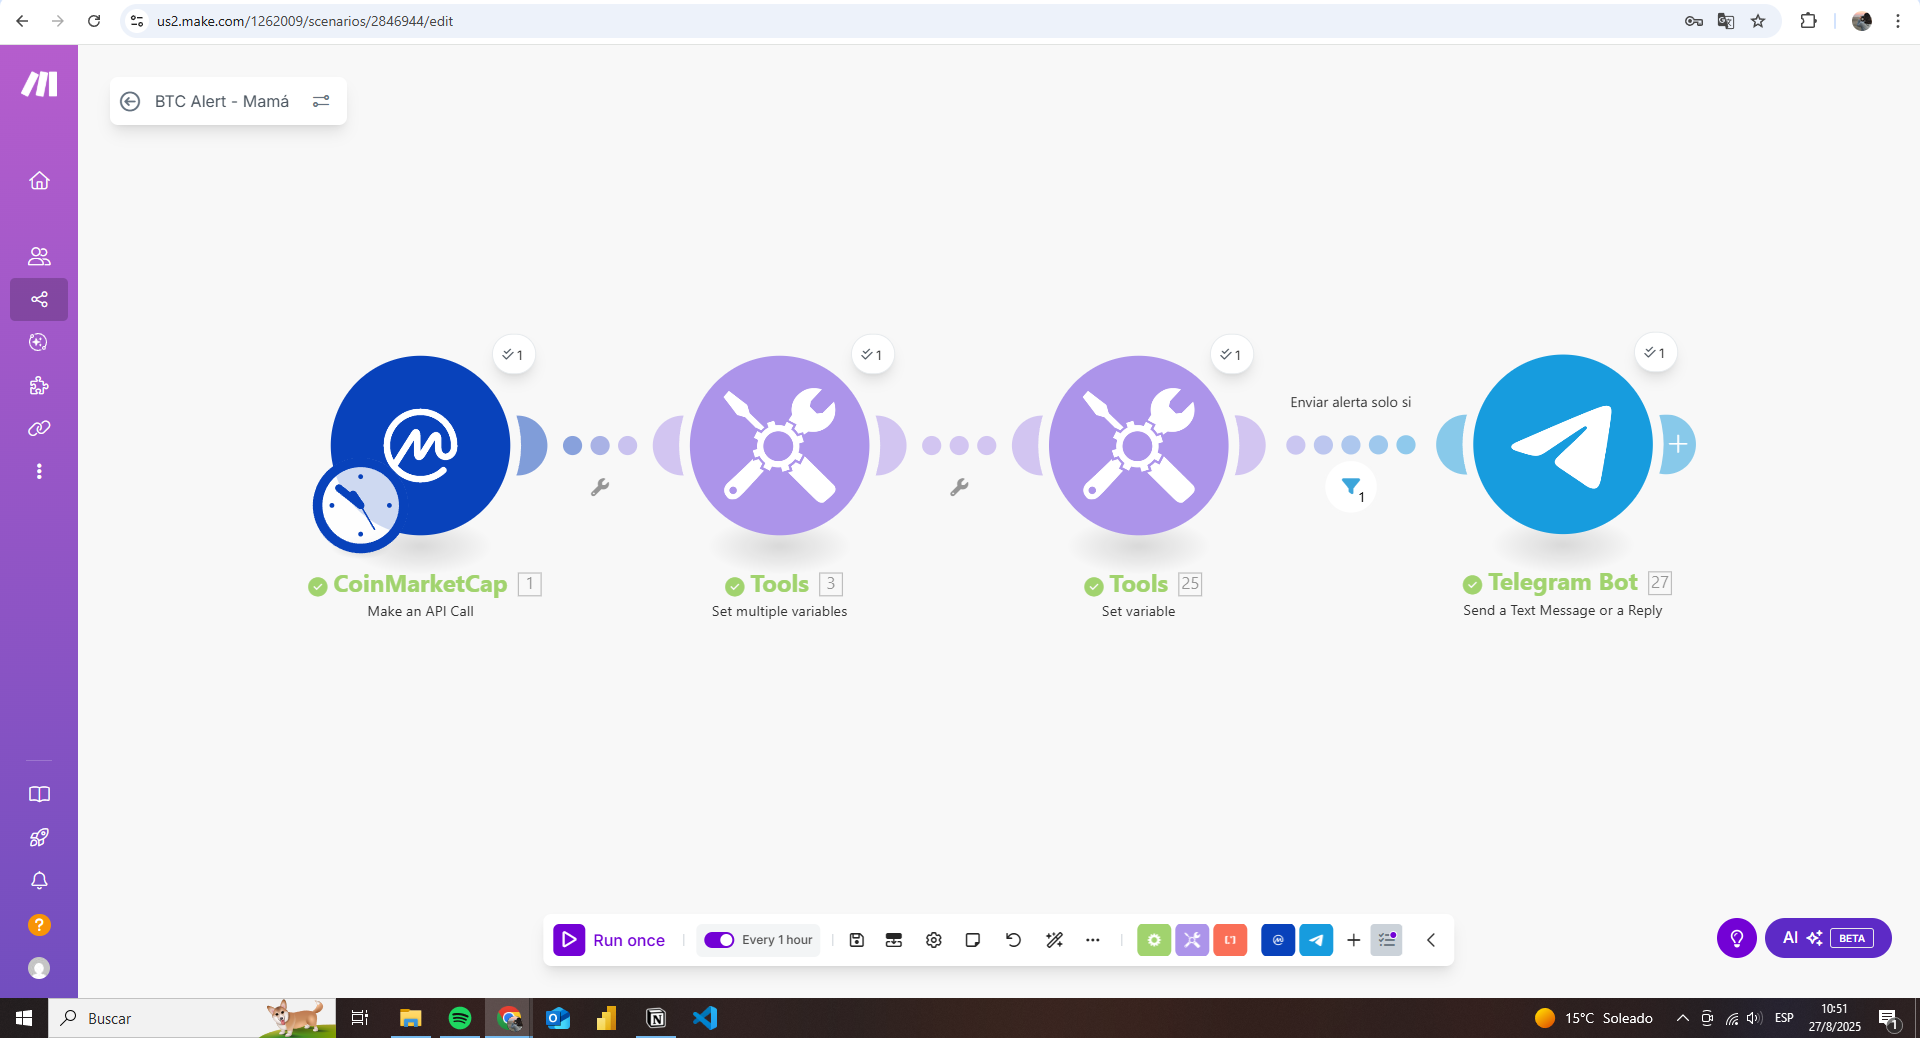 us2.make.com/1262009/scenarios/2846944/edit
BTC Alert - Mamá
1
1
1
1
Enviar alerta solo si
1
CoinMarketCap 1
Make an API Call
Tools 3
Set multiple variables
Tools 25
Set variable
Telegram Bot 27
Send a Text Message or a Reply
?
Run once
Every 1 hour
AI BETA
Buscar
15°C Soleado
ESP
10:51
27/8/2025
1